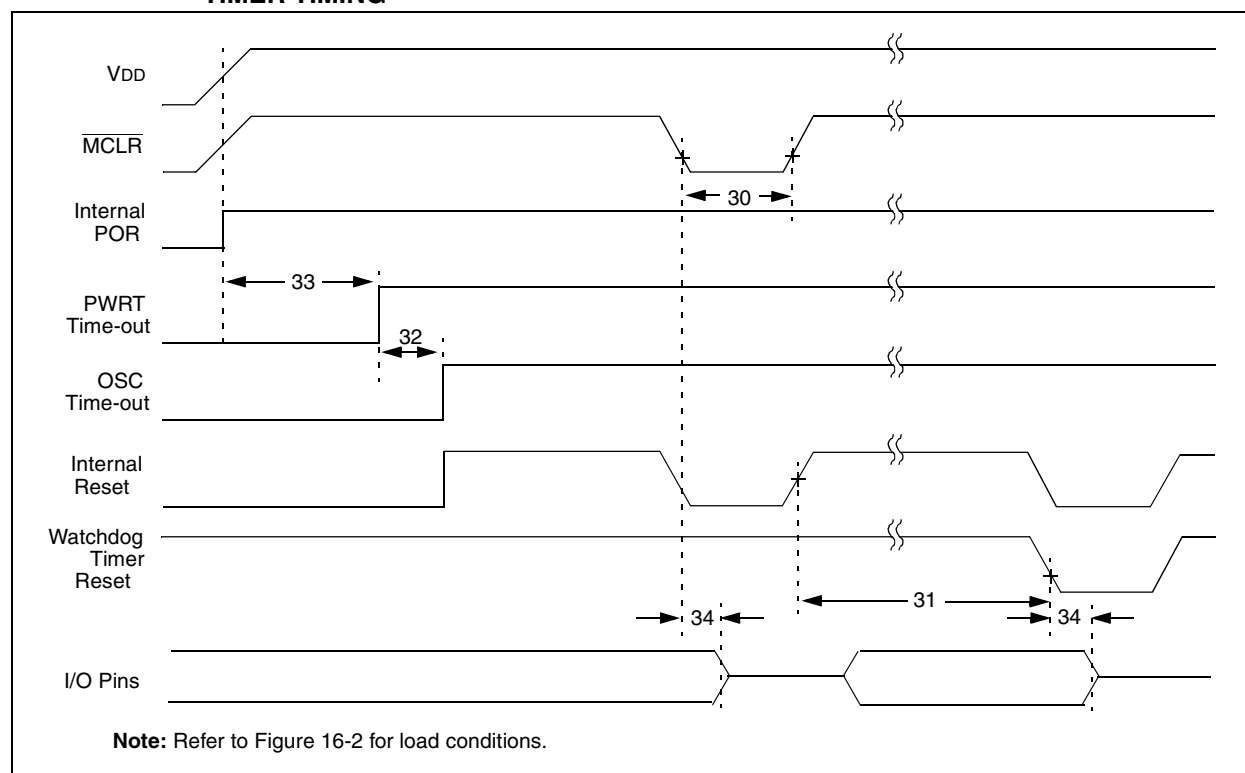 TIMER TIMING
VDD
MCLR
30
Internal
POR
33
PWRT
Time-out
32
OSC
Time-out
Internal
Reset
Watchdog
Timer
Reset
31
34
34
I/O Pins
Note: Refer to Figure 16-2 for load conditions.